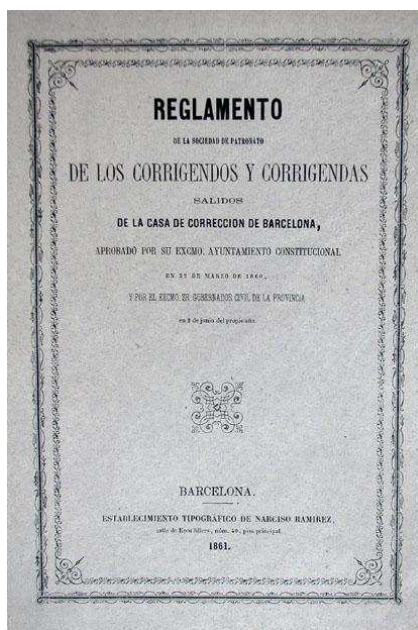 REGLAMENTO
DE LA SOCIEDAD DE PATRONATO
DE LOS CORRIGENDOS Y CORRIGENDAS
SALIDOS
DE LA CASA DE CORRECCION DE BARCELONA,
APROBADO POR SU EXCMO. AYUNTAMIENTO CONSTITUCIONAL
EN DE MARZO DE 1860,
Y POR EL EXCMO. SR. GOBERNADOR CIVIL DE LA PROVINCIA
en de junio del propio año.
BARCELONA.
ESTABLECIMIENTO TIPOGRÁFICO DE NARCISO RAMIREZ,
calle de Escudillers, núm. 40, piso principal.
1861.